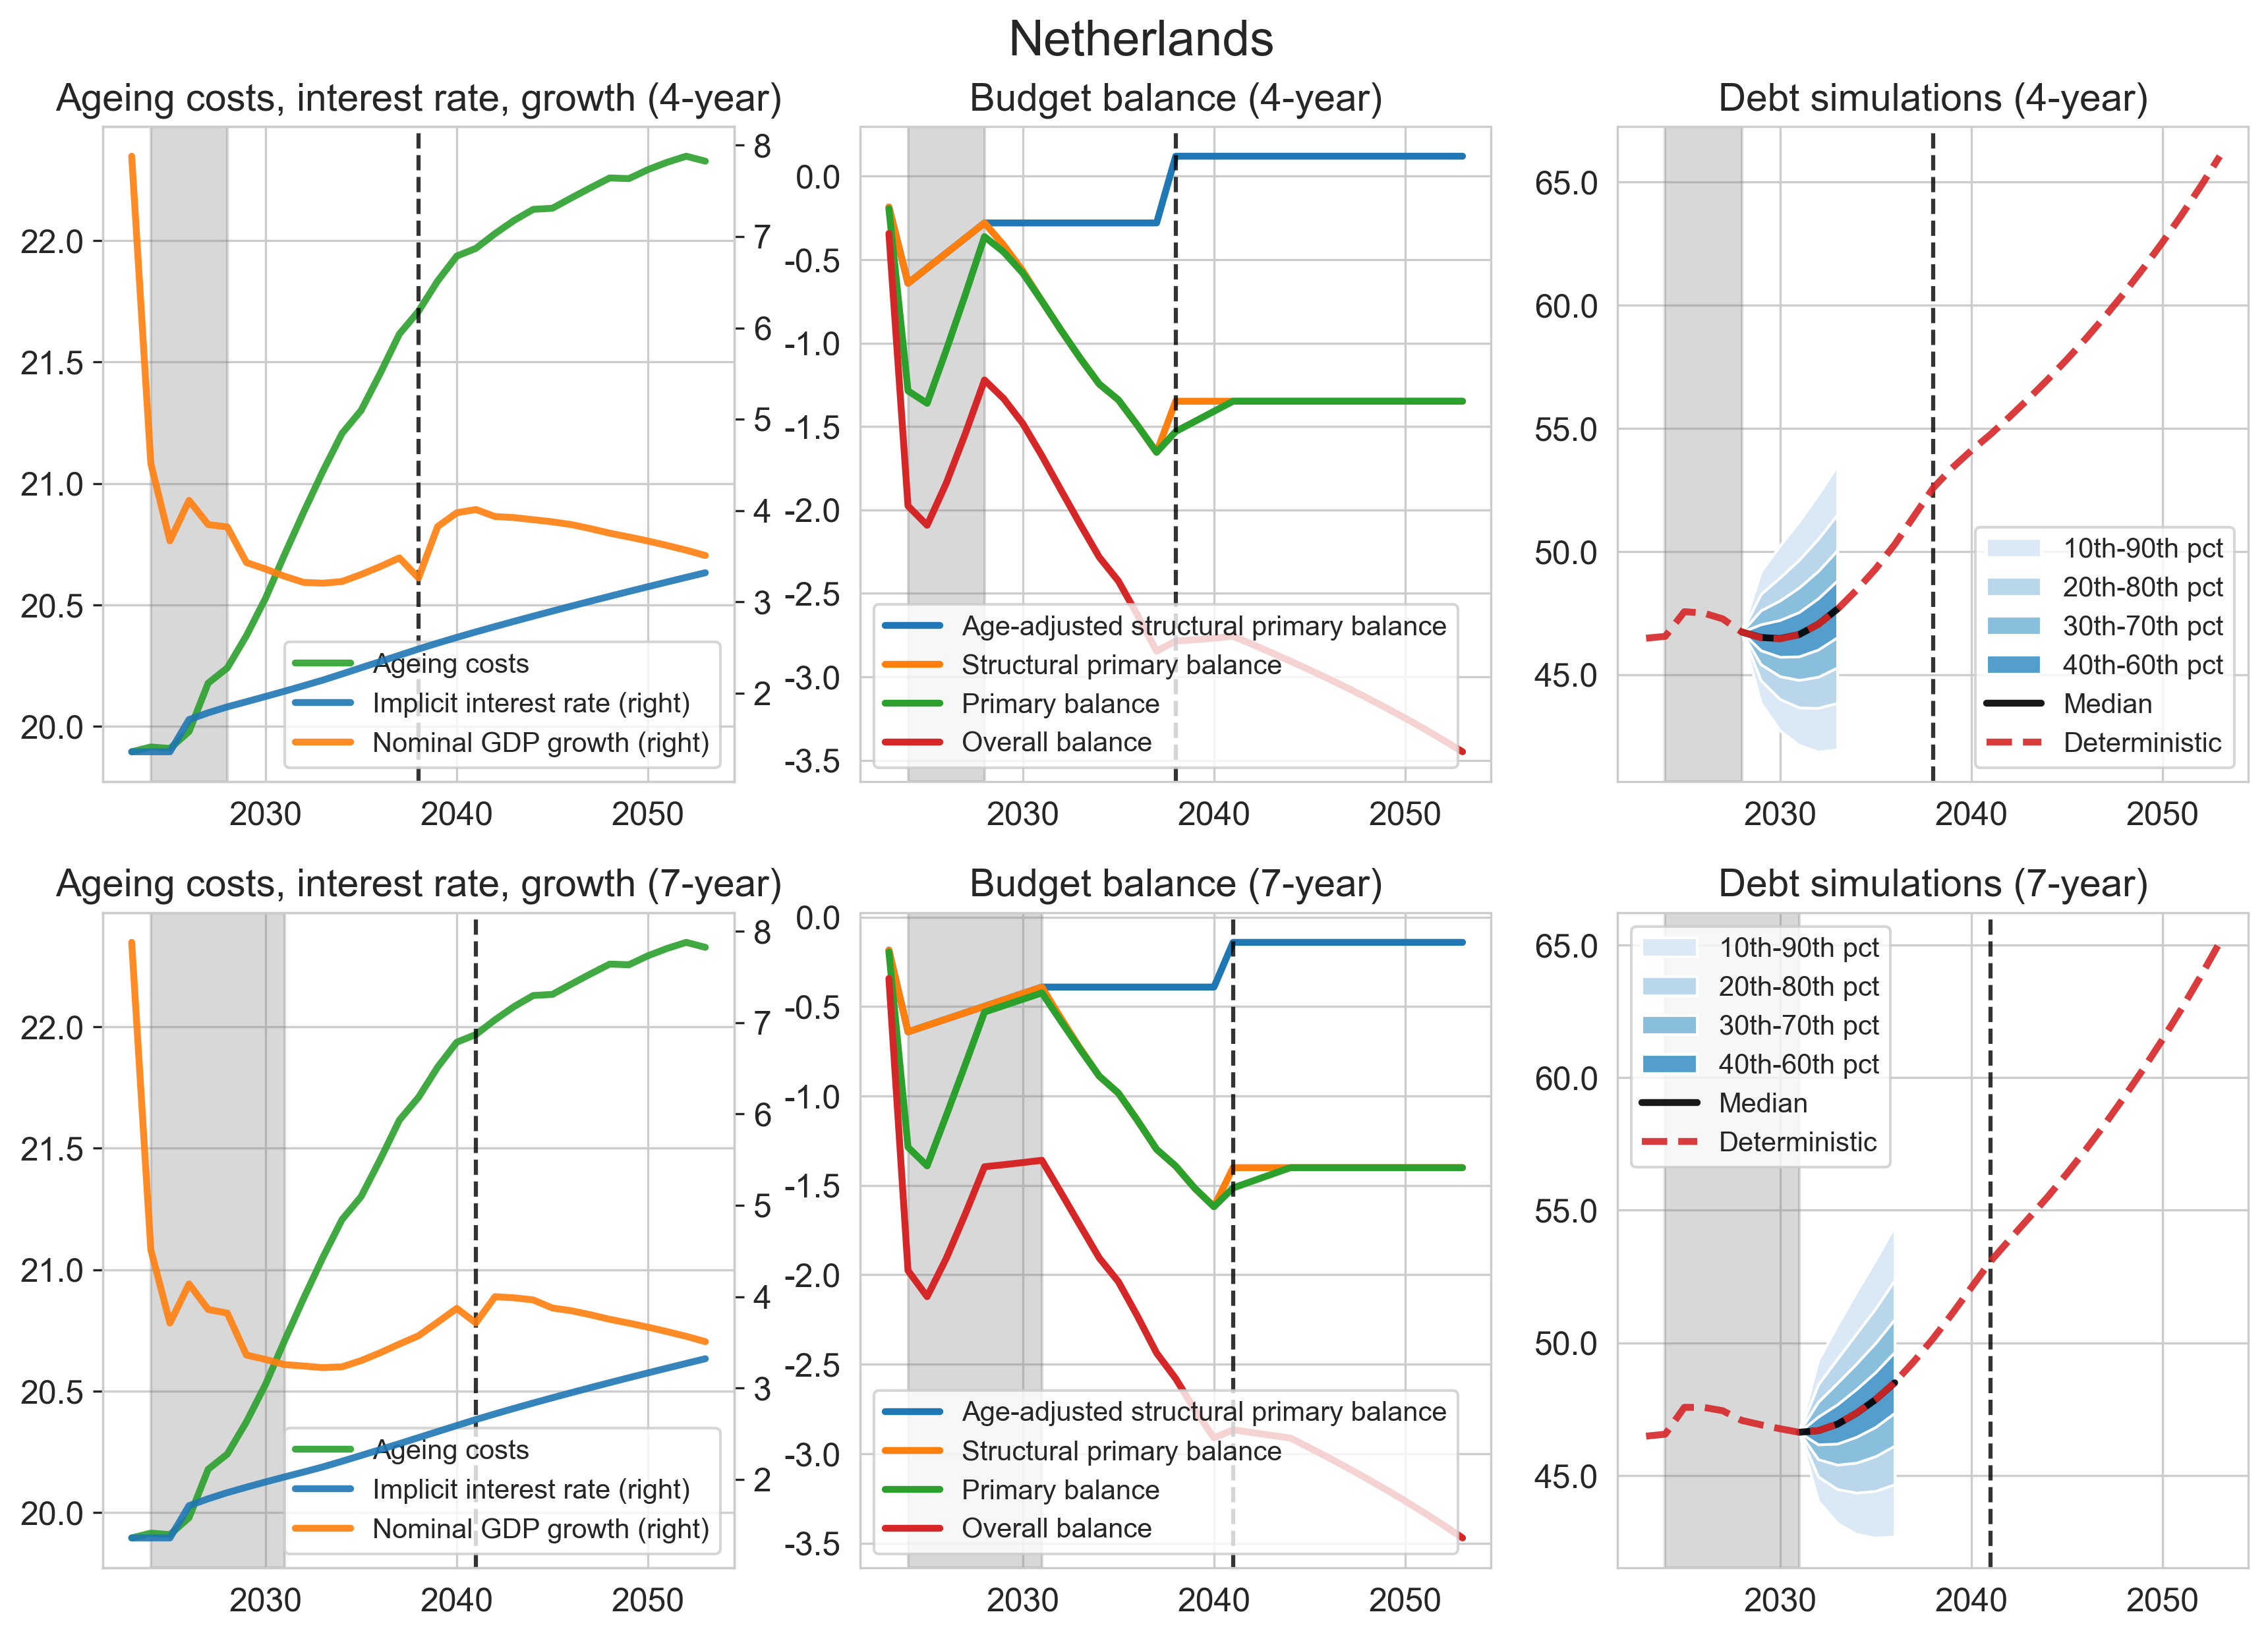 Netherlands
Ageing costs, interest rate, growth (4-year)
22.0
21.5
21.0
20.5
20.0
8
7
6
5
4
3
2
2030
2040
2050
Ageing costs
Implicit interest rate (right)
Nominal GDP growth (right)
Budget balance (4-year)
0.0
-0.5
-1.0
-1.5
-2.0
-2.5
-3.0
-3.5
2030
2040
2050
Age-adjusted structural primary balance
Structural primary balance
Primary balance
Overall balance
Debt simulations (4-year)
65.0
60.0
55.0
50.0
45.0
2030
2040
2050
10th-90th pct
20th-80th pct
30th-70th pct
40th-60th pct
Median
Deterministic
Ageing costs, interest rate, growth (7-year)
22.0
21.5
21.0
20.5
20.0
8
7
6
5
4
3
2
2030
2040
2050
Ageing costs
Implicit interest rate (right)
Nominal GDP growth (right)
Budget balance (7-year)
0.0
-0.5
-1.0
-1.5
-2.0
-2.5
-3.0
-3.5
2030
2040
2050
Age-adjusted structural primary balance
Structural primary balance
Primary balance
Overall balance
Debt simulations (7-year)
65.0
60.0
55.0
50.0
45.0
2030
2040
2050
10th-90th pct
20th-80th pct
30th-70th pct
40th-60th pct
Median
Deterministic